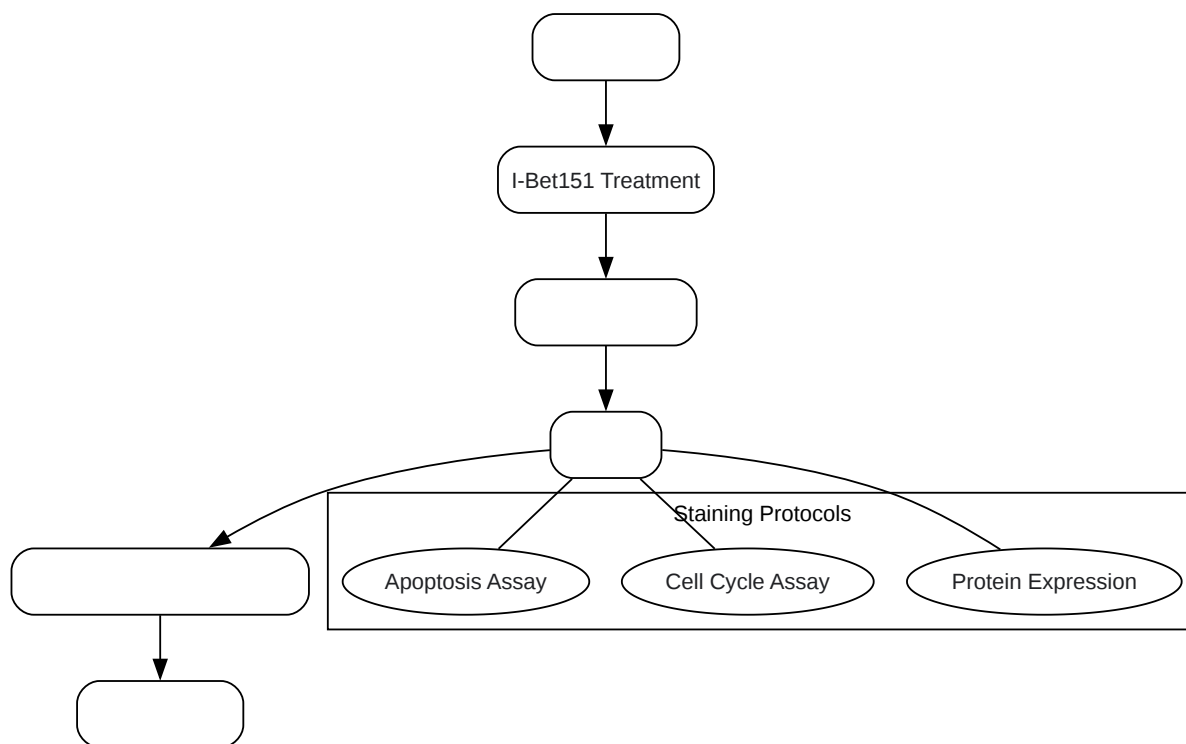 I-Bet151 Treatment
Staining Protocols
Apoptosis Assay
Cell Cycle Assay
Protein Expression